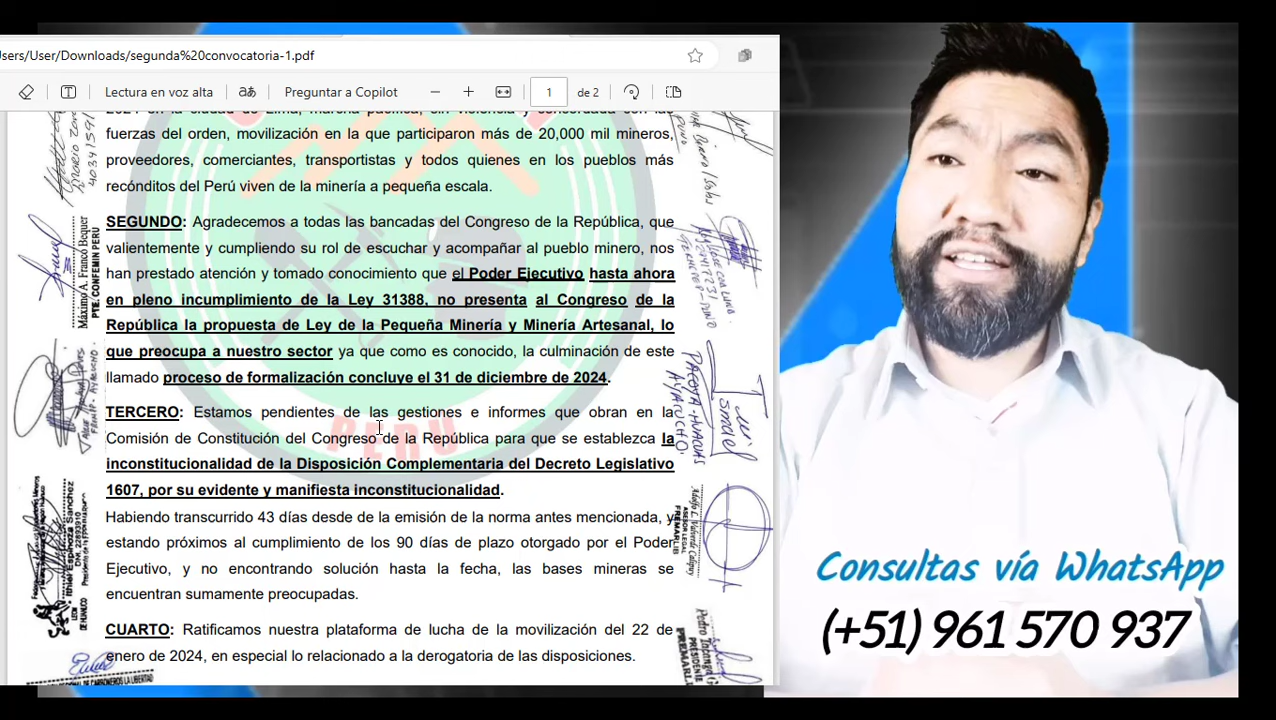 sers/User/Downloads/segunda%20convocatoria-1.pdf
Lectura en voz alta
Preguntar a Copilot
1
de 2
fuerzas del orden, movilización en la que participaron más de 20,000 mil mineros,
proveedores, comerciantes, transportistas y todos quienes en los pueblos más
recónditos del Perú viven de la minería a pequeña escala.
SEGUNDO: Agradecemos a todas las bancadas del Congreso de la República, que
valientemente y cumpliendo su rol de escuchar y acompañar al pueblo minero, nos
han prestado atención y tomado conocimiento que el Poder Ejecutivo hasta ahora
en pleno incumplimiento de la Ley 31388, no presenta al Congreso de la
República la propuesta de Ley de la Pequeña Minería y Minería Artesanal, lo
que preocupa a nuestro sector ya que como es conocido, la culminación de este
llamado proceso de formalización concluye el 31 de diciembre de 2024.
TERCERO: Estamos pendientes de las gestiones e informes que obran en la
Comisión de Constitución del Congreso de la República para que se establezca la
inconstitucionalidad de la Disposición Complementaria del Decreto Legislativo
1607, por su evidente y manifiesta inconstitucionalidad.
Habiendo transcurrido 43 días desde de la emisión de la norma antes mencionada, y
estando próximos al cumplimiento de los 90 días de plazo otorgado por el Poder
Ejecutivo, y no encontrando solución hasta la fecha, las bases mineras se
encuentran sumamente preocupadas.
CUARTO: Ratificamos nuestra plataforma de lucha de la movilización del 22 de
enero de 2024, en especial lo relacionado a la derogatoria de las disposiciones.
PERU
Máximo A. Franco Bequer
PTE. CONFEMIN PERU
Consultas vía WhatsApp
(+51) 961 570 937